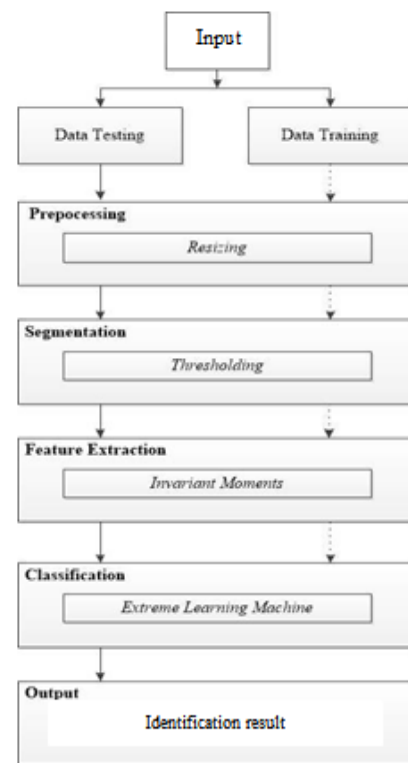 Input
Data Testing
Data Training
Prepocessing
Resizing
Segmentation
Thresholding
Feature Extraction
Invariant Moments
Classification
Extreme Learning Machine
Output
Identification result